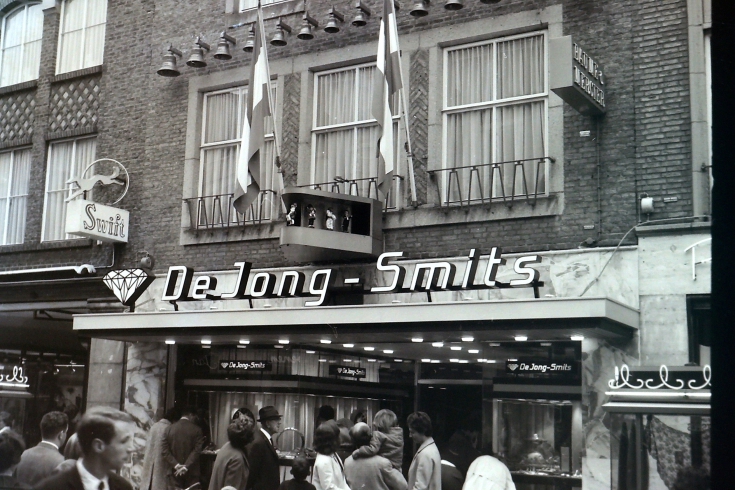 Swift
De Jong - Smits
De Jong-Smits
De Jong-Smits
De Jong-Smits